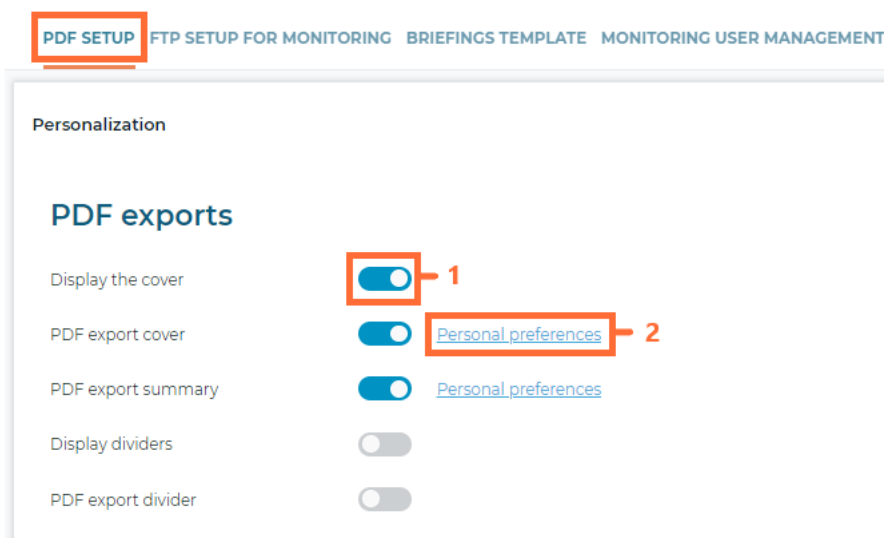 PDF SETUP FTP SETUP FOR MONITORING BRIEFINGS TEMPLATE MONITORING USER MANAGEMENT
Personalization
PDF exports
Display the cover 1
PDF export cover Personal preferences 2
PDF export summary Personal preferences
Display dividers
PDF export divider